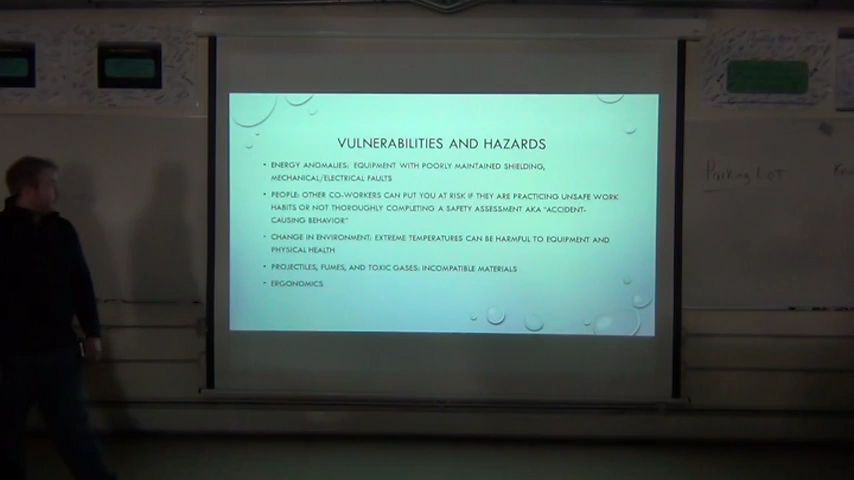 VULNERABILITIES AND HAZARDS
• ENERGY ANOMALIES: EQUIPMENT WITH POORLY MAINTAINED SHIELDING,
MECHANICAL/ELECTRICAL FAULTS
• PEOPLE: OTHER CO-WORKERS CAN PUT YOU AT RISK IF THEY ARE PRACTICING UNSAFE WORK
HABITS OR NOT THOROUGHLY COMPLETING A SAFETY ASSESSMENT AKA "ACCIDENT-
CAUSING BEHAVIOR"
• CHANGE IN ENVIRONMENT: EXTREME TEMPERATURES CAN BE HARMFUL TO EQUIPMENT AND
PHYSICAL HEALTH
• PROJECTILES, FUMES, AND TOXIC GASES: INCOMPATIBLE MATERIALS
• ERGONOMICS
Parking Lot